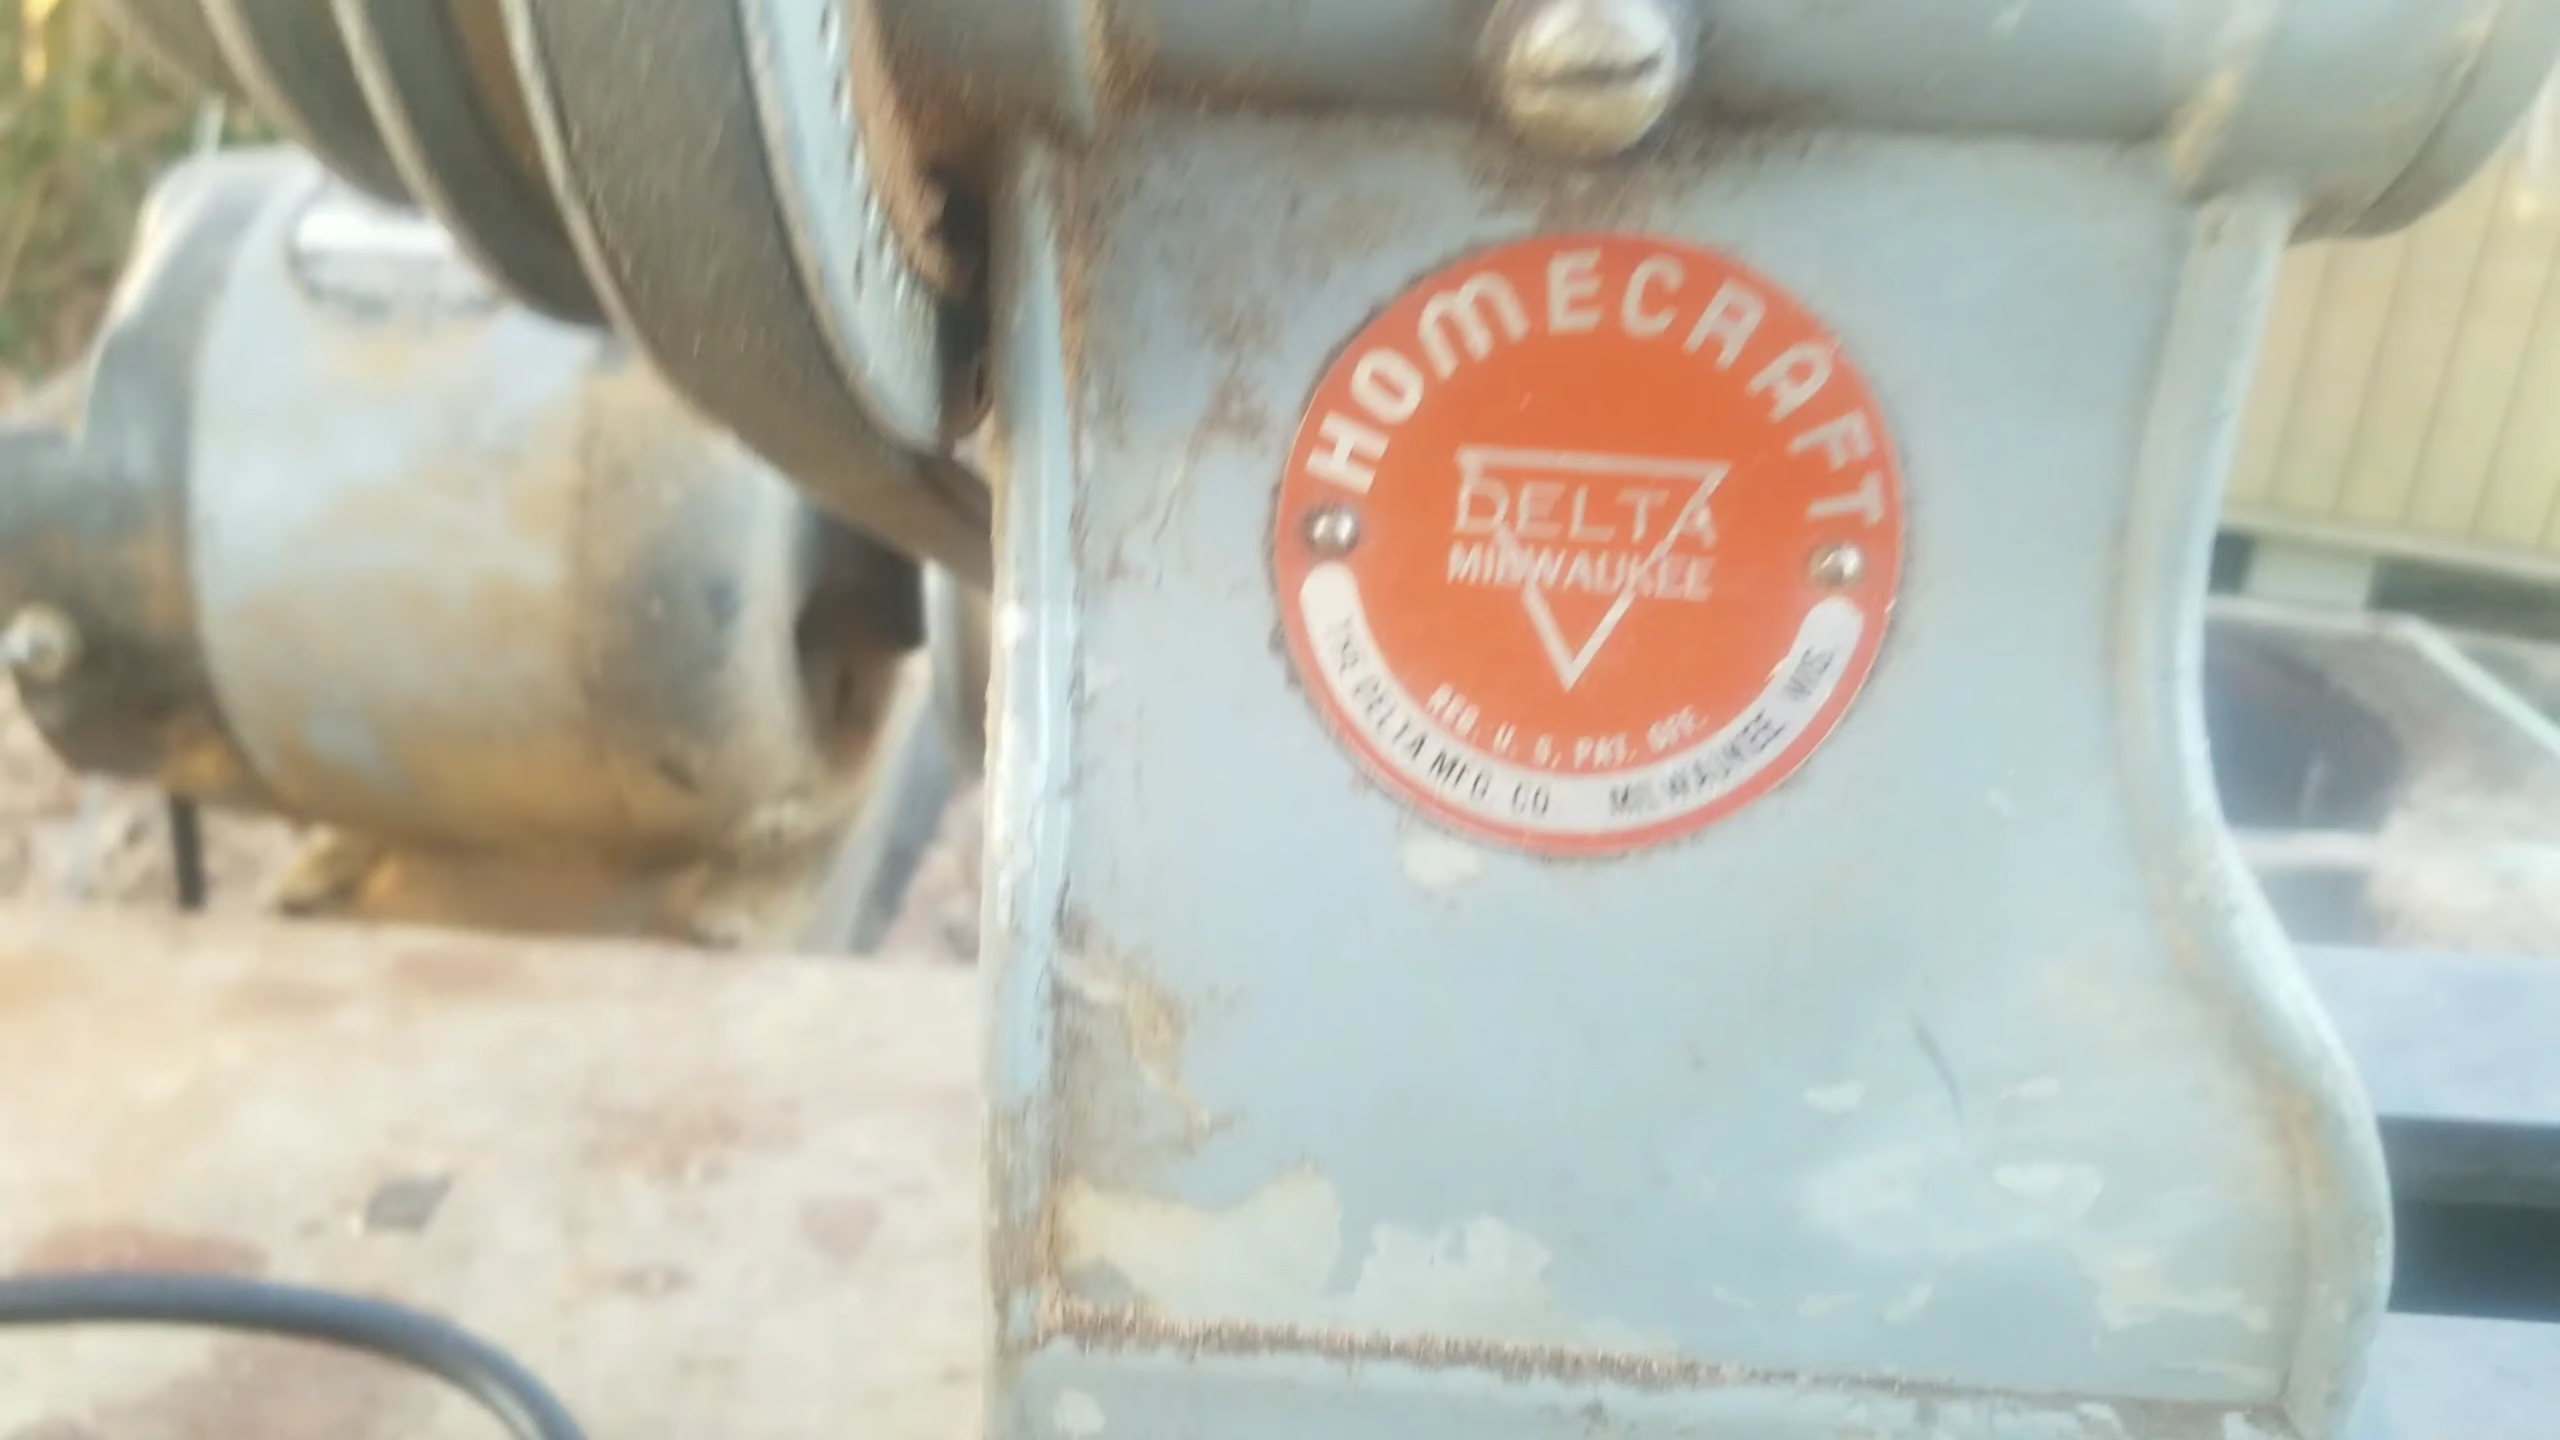 HOMECRAFT
DELTA
MILWAUKEE
REG. U. S. PAT. OFF.
THE DELTA MFG CO MILWAUKEE WIS.